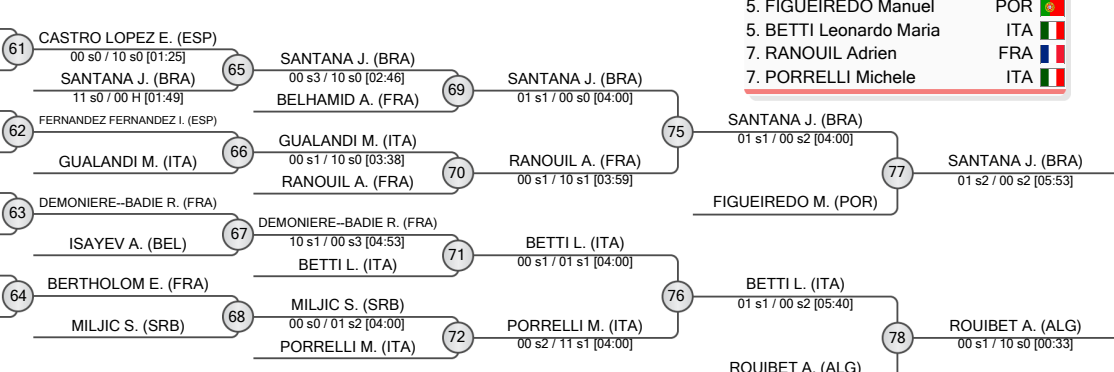 5. FIGUEIREDO Manuel POR
5. BETTI Leonardo Maria ITA
7. RANOUIL Adrien FRA
7. PORRELLI Michele ITA
61
CASTRO LOPEZ E. (ESP)
00 s0 / 10 s0 [01:25]
SANTANA J. (BRA)
11 s0 / 00 H [01:49]
62
FERNANDEZ FERNANDEZ I. (ESP)
GUALANDI M. (ITA)
63
DEMONIERE--BADIE R. (FRA)
ISAYEV A. (BEL)
64
BERTHOLOM E. (FRA)
MILJIC S. (SRB)
65
SANTANA J. (BRA)
00 s3 / 10 s0 [02:46]
BELHAMID A. (FRA)
66
GUALANDI M. (ITA)
00 s1 / 10 s0 [03:38]
RANOUIL A. (FRA)
67
DEMONIERE--BADIE R. (FRA)
10 s1 / 00 s3 [04:53]
BETTI L. (ITA)
68
MILJIC S. (SRB)
00 s0 / 01 s2 [04:00]
PORRELLI M. (ITA)
69
SANTANA J. (BRA)
01 s1 / 00 s0 [04:00]
70
RANOUIL A. (FRA)
00 s1 / 10 s1 [03:59]
71
BETTI L. (ITA)
00 s1 / 01 s1 [04:00]
72
PORRELLI M. (ITA)
00 s2 / 11 s1 [04:00]
75
SANTANA J. (BRA)
01 s1 / 00 s2 [04:00]
FIGUEIREDO M. (POR)
76
BETTI L. (ITA)
01 s1 / 00 s2 [05:40]
ROUIBET A. (ALG)
77
SANTANA J. (BRA)
01 s2 / 00 s2 [05:53]
78
ROUIBET A. (ALG)
00 s1 / 10 s0 [00:33]